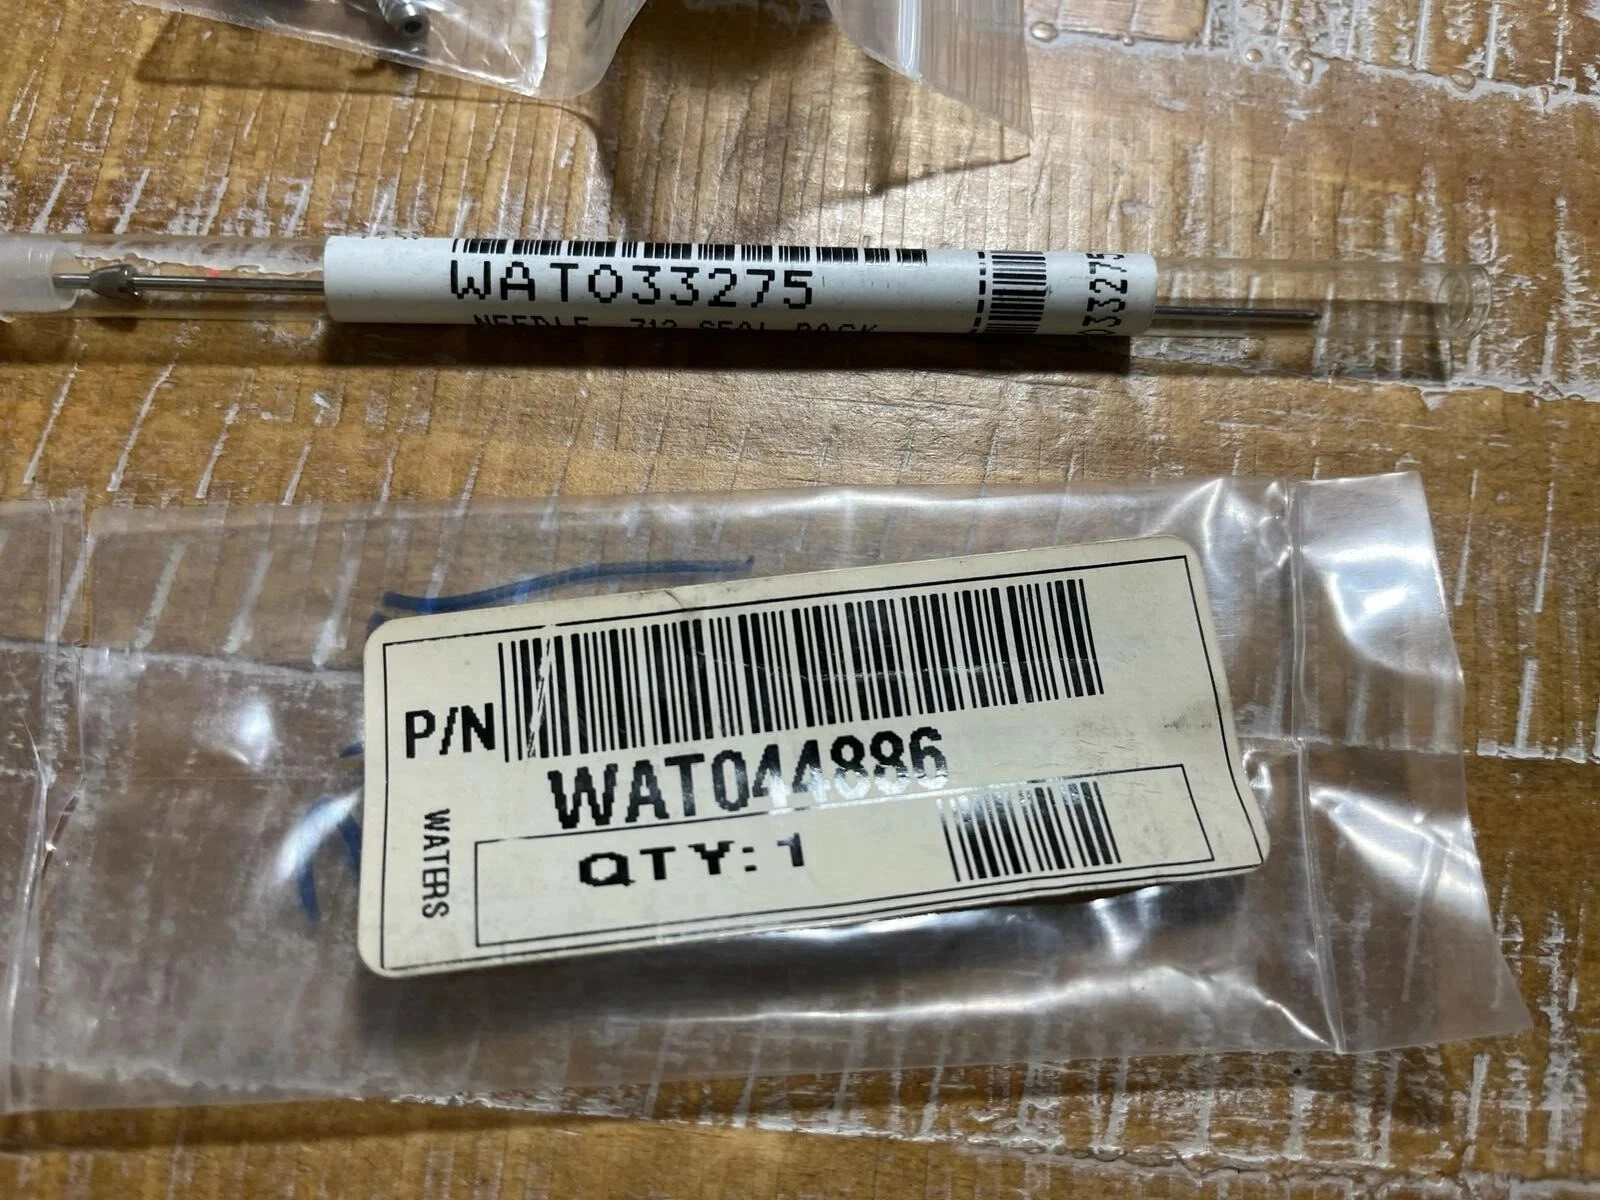 WAT033275
NEEDLE, 712 SEAL PACK
033275
P/N
WAT044886
WATERS
QTY: 1